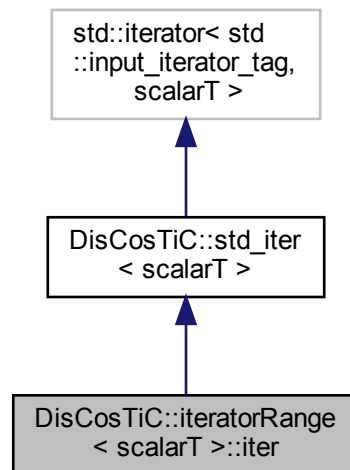 std::iterator< std
::input_iterator_tag,
scalarT >
DisCosTiC::std_iter
< scalarT >
DisCosTiC::iteratorRange
< scalarT >::iter